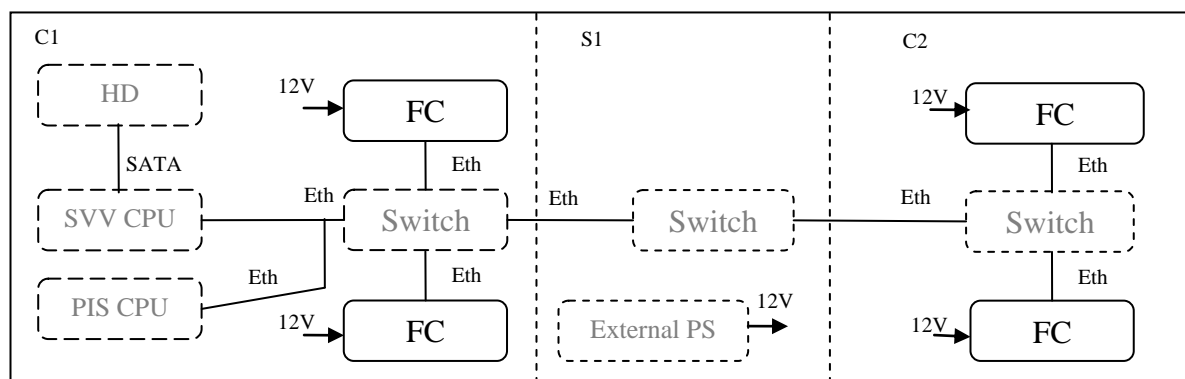 C1
HD
SATA
SVV CPU
Eth
PIS CPU
Eth
12V
FC
Eth
Switch
Eth
12V
FC
S1
Eth
Switch
12V
External PS
C2
12V
FC
Eth
Eth
Switch
Eth
12V
FC